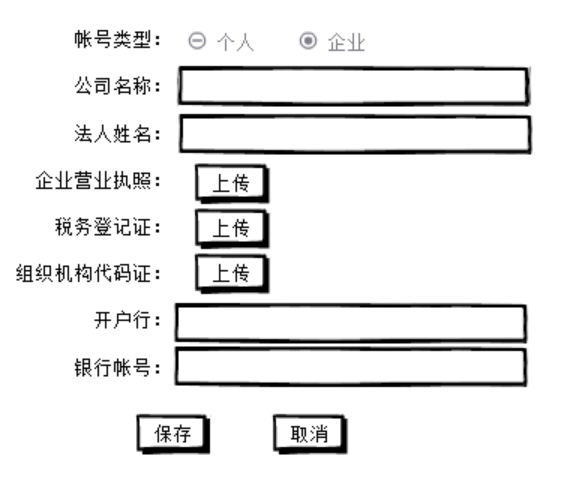 帐号类型： 个人 企业
公司名称：
法人姓名：
企业营业执照： 上传
税务登记证： 上传
组织机构代码证： 上传
开户行：
银行帐号：
保存 取消